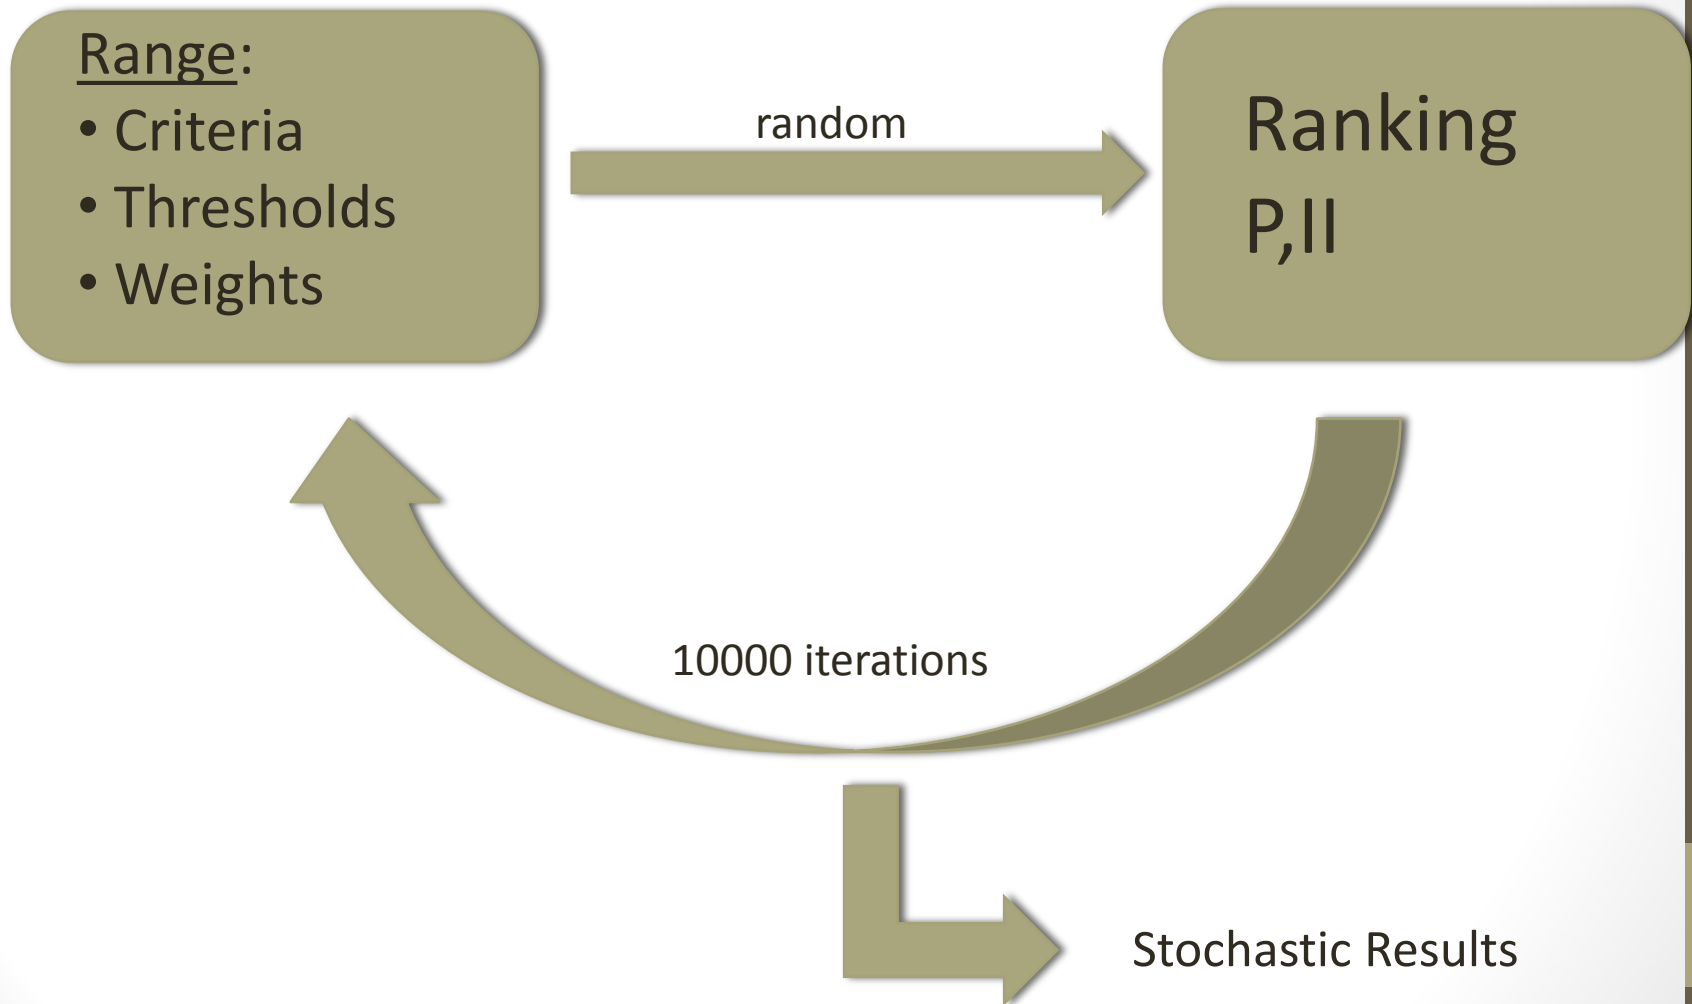 Range:
• Criteria
• Thresholds
• Weights
random
Ranking
P,II
10000 iterations
Stochastic Results